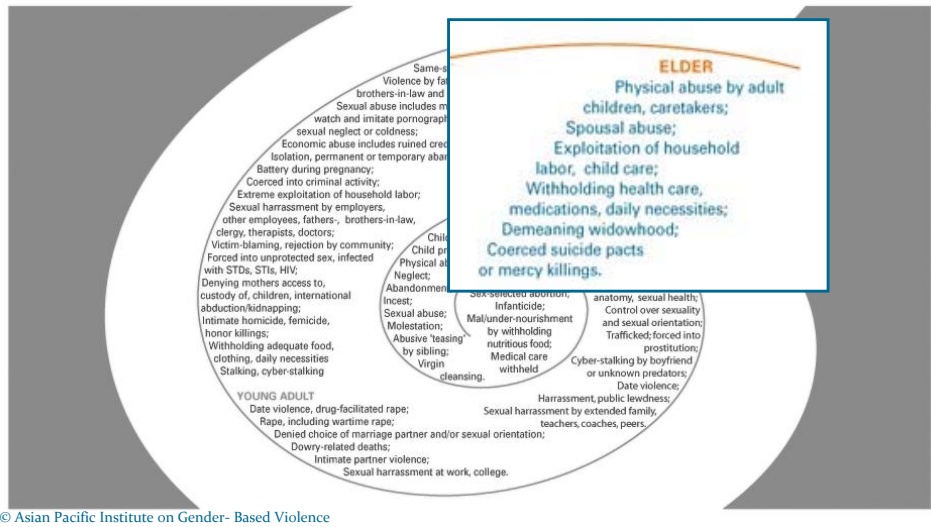 ELDER
Physical abuse by adult
children, caretakers;
Spousal abuse;
Exploitation of household
labor, child care;
Withholding health care,
medications, daily necessities;
Demeaning widowhood;
Coerced suicide pacts
or mercy killings.
Violence by
brothers-in-law and
Sexual abuse includes
watch and imitate
sexual neglect or coldness;
Economic abuse includes ruined
Isolation, permanent or temporary
Battery during pregnancy;
Coerced into criminal activity;
Extreme exploitation of household labor;
Sexual harassment by employers,
other employees, fathers-, brothers-in-law,
clergy, therapists, doctors;
Victim-blaming, rejection by community;
Forced into unprotected sex, infected
with STDs, STIs, HIV;
Denying mothers access to,
custody of, children, international
abduction/kidnapping;
Intimate homicide, femicide,
honor killings;
Withholding adequate food,
clothing, daily necessities
Stalking, cyber-stalking
Physical
Neglect;
Incest;
Sexual abuse;
Molestation;
Abusive 'teasing'
by sibling;
Virgin
cleansing.
Sex-selected abortion;
Infanticide;
Mal/under-nourishment
by withholding
nutritious food;
Medical care
withheld
anatomy, sexual health;
Control over sexuality
and sexual orientation;
Trafficked; forced into
prostitution;
Cyber-stalking by boyfriend
or unknown predators;
Date violence;
Harrassment, public lewdness;
Sexual harassment by extended family,
teachers, coaches, peers.
YOUNG ADULT
Date violence, drug-facilitated rape;
Rape, including wartime rape;
Denied choice of marriage partner and/or sexual orientation;
Dowry-related deaths;
Intimate partner violence;
Sexual harrassment at work, college.
© Asian Pacific Institute on Gender- Based Violence